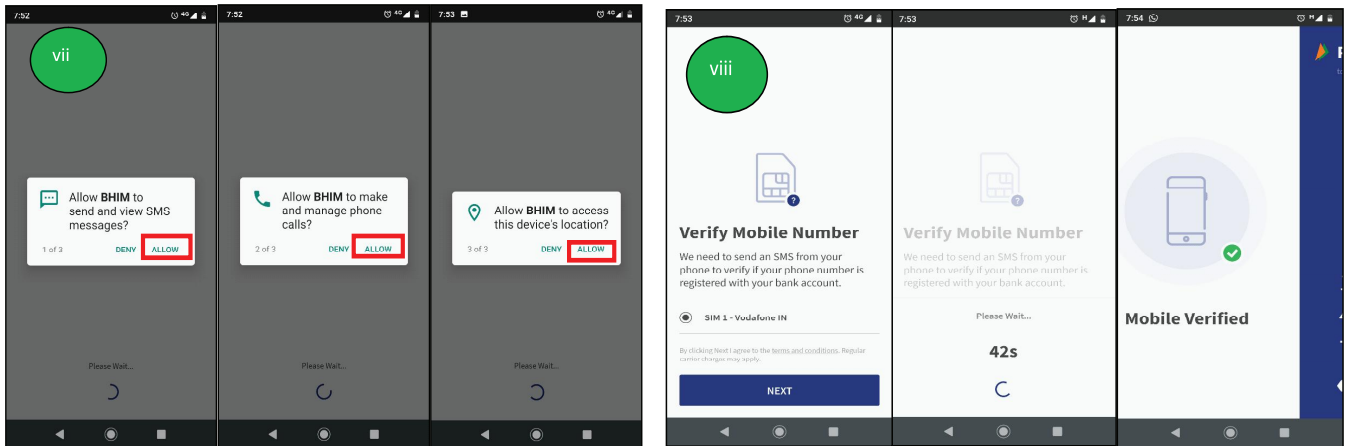 7:52
4G
vii
Allow BHIM to
send and view SMS
messages?
1 of 3
DENY
ALLOW
Please Wait...
7:52
4G
Allow BHIM to make
and manage phone
calls?
2 of 3
DENY
ALLOW
Please Wait...
7:53
4G
Allow BHIM to access
this device's location?
3 of 3
DENY
ALLOW
Please Wait...
7:53
4G
viii
?
Verify Mobile Number
We need to send an SMS from your
phone to verify if your phone number is
registered with your bank account.
SIM 1 - Vodafone IN
By clicking Next I agree to the terms and conditions. Regular
carrier charges may apply.
NEXT
7:53
H
?
Verify Mobile Number
We need to send an SMS from your
phone to verify if your phone number is
registered with your bank account.
Please Wait...
42s
7:54
H
Mobile Verified